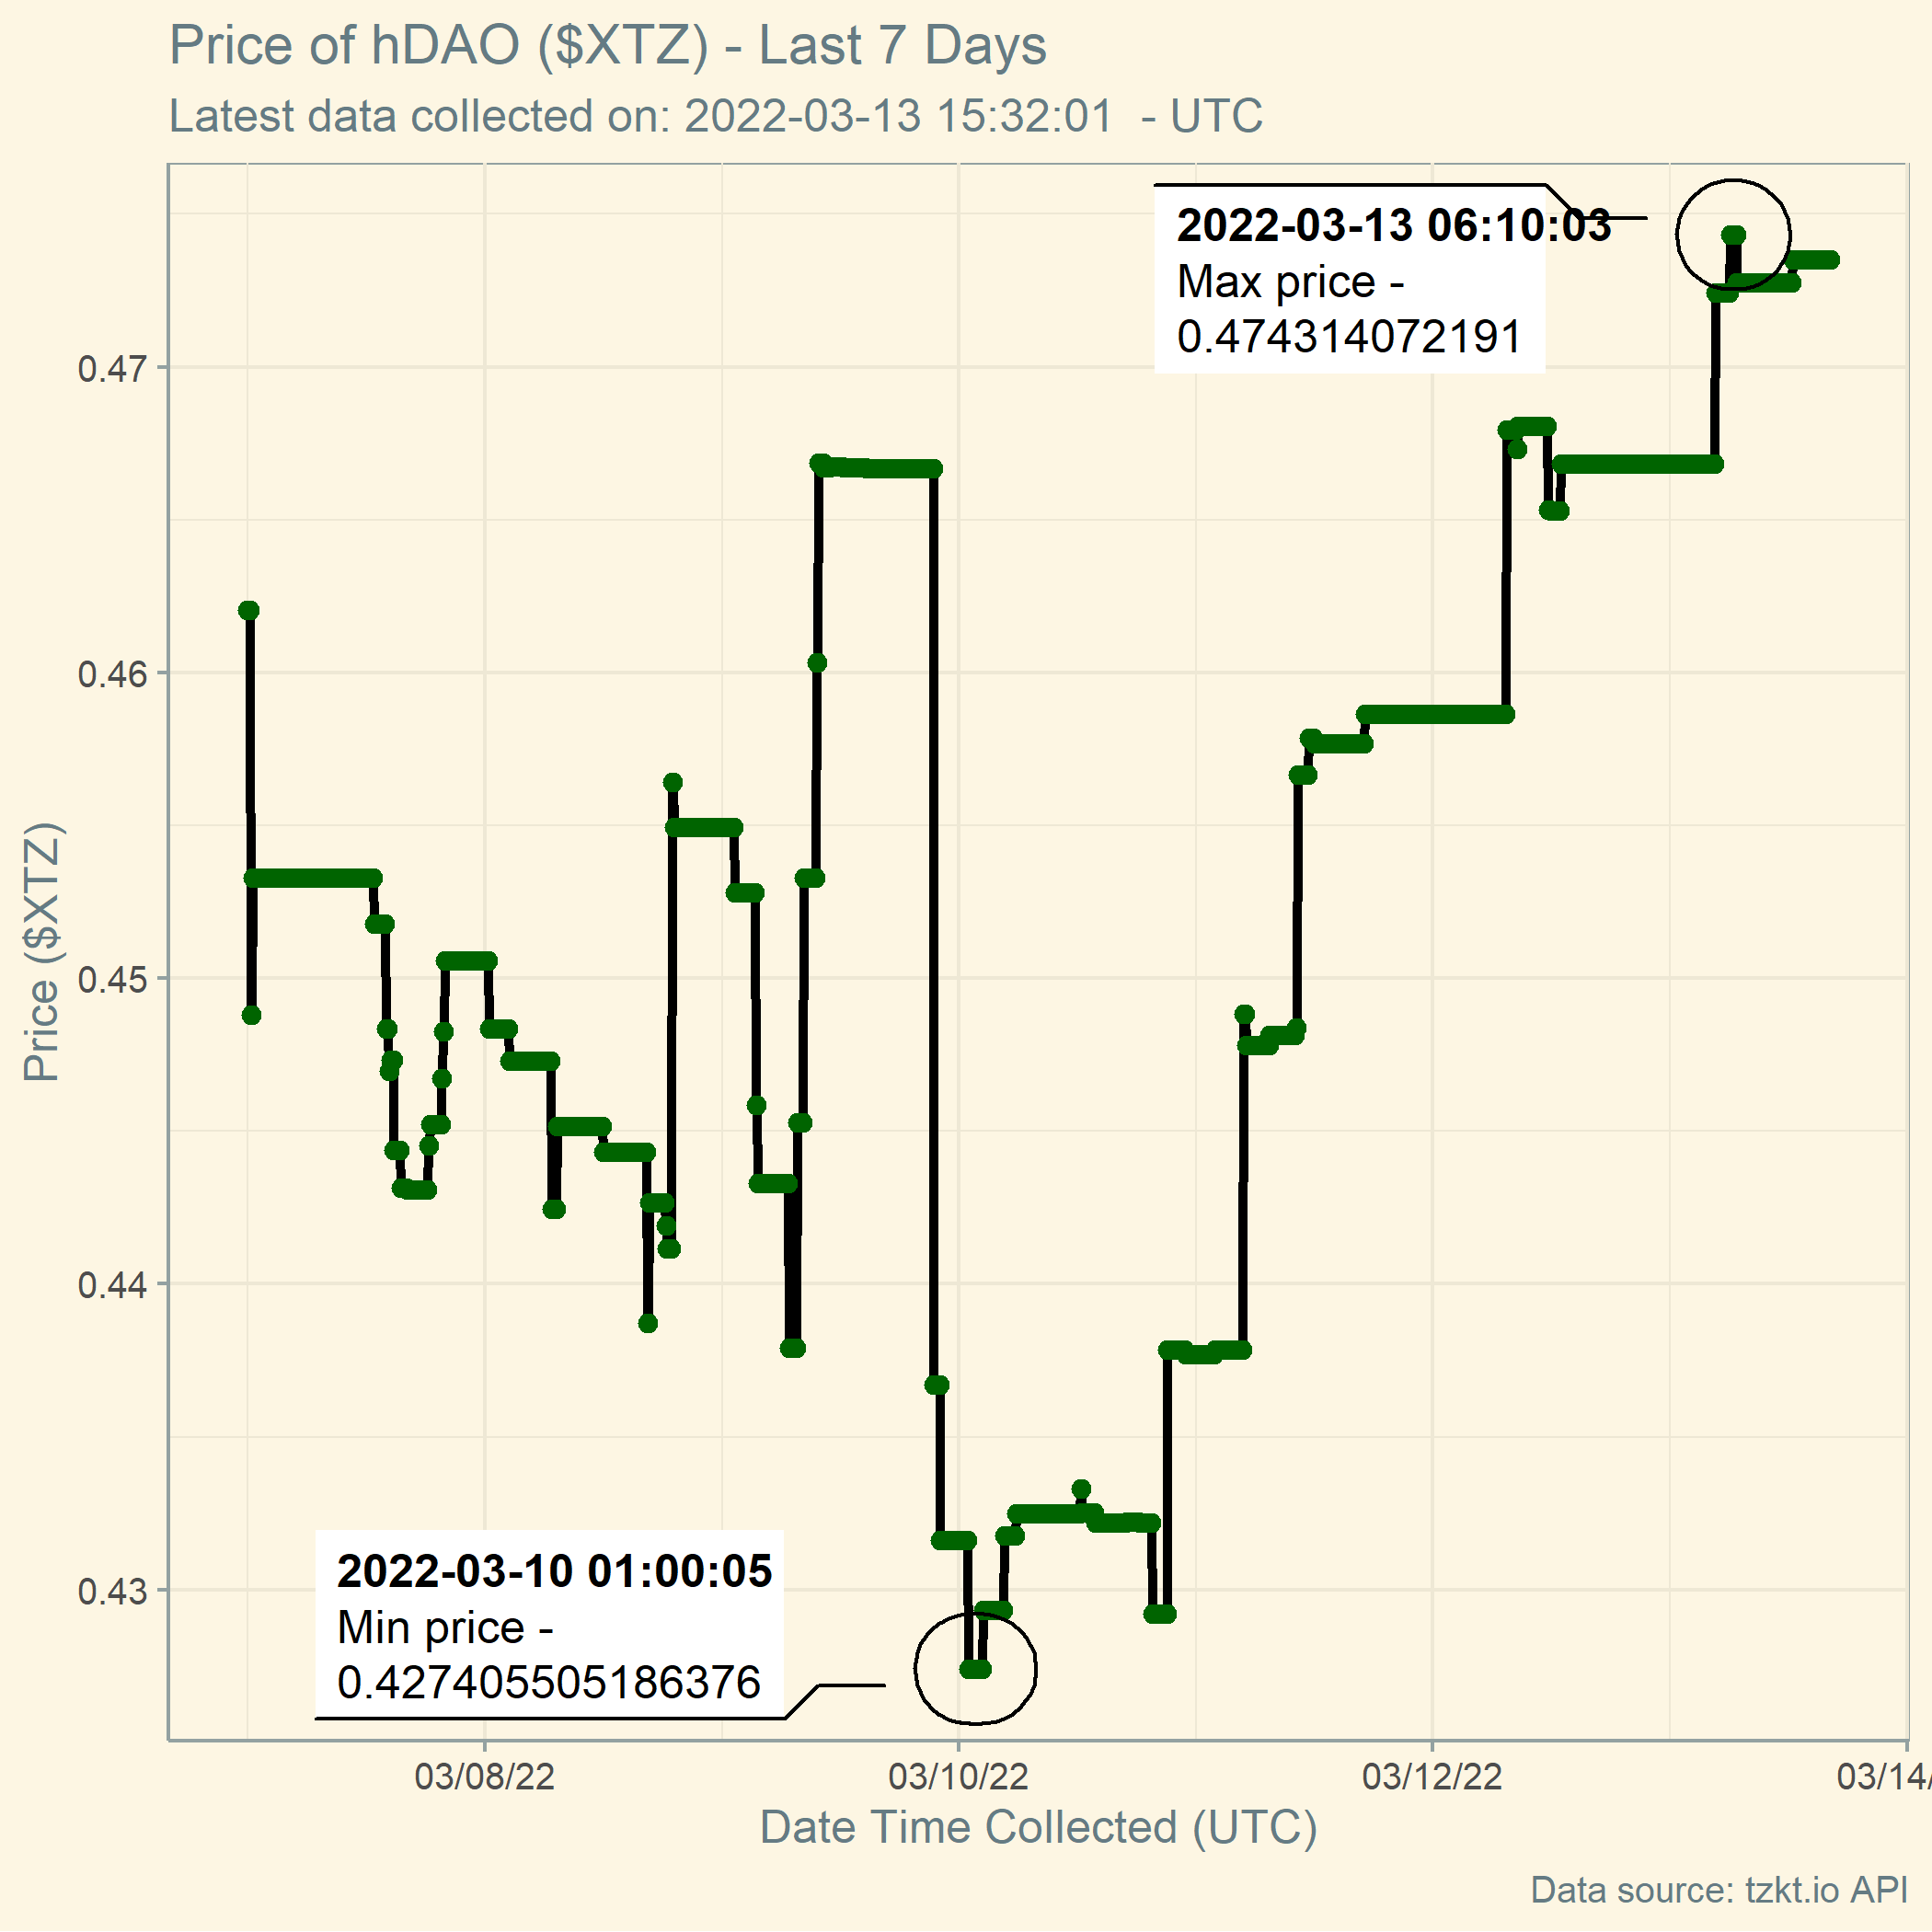 Price of hDAO ($XTZ) - Last 7 Days
Latest data collected on: 2022-03-13 15:32:01  - UTC
2022-03-13 06:10:03
Max price -
0.474314072191
0.47
0.46
0.45
0.44
0.43
Price ($XTZ)
2022-03-10 01:00:05
Min price -
0.427405505186376
03/08/22
03/10/22
03/12/22
03/14/
Date Time Collected (UTC)
Data source: tzkt.io API